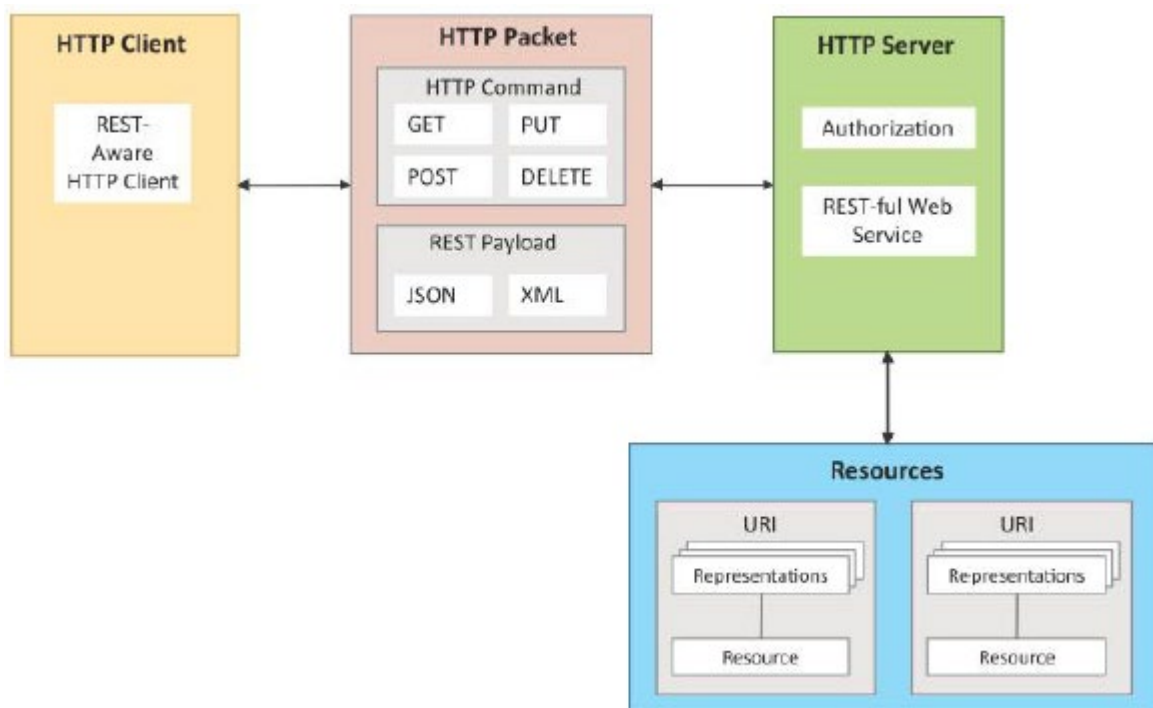 HTTP Client
REST-
Aware
HTTP Client
HTTP Packet
HTTP Command
GET
PUT
POST
DELETE
REST Payload
JSON
XML
HTTP Server
Authorization
REST-ful Web
Service
Resources
URI
Representations
Resource
URI
Representations
Resource